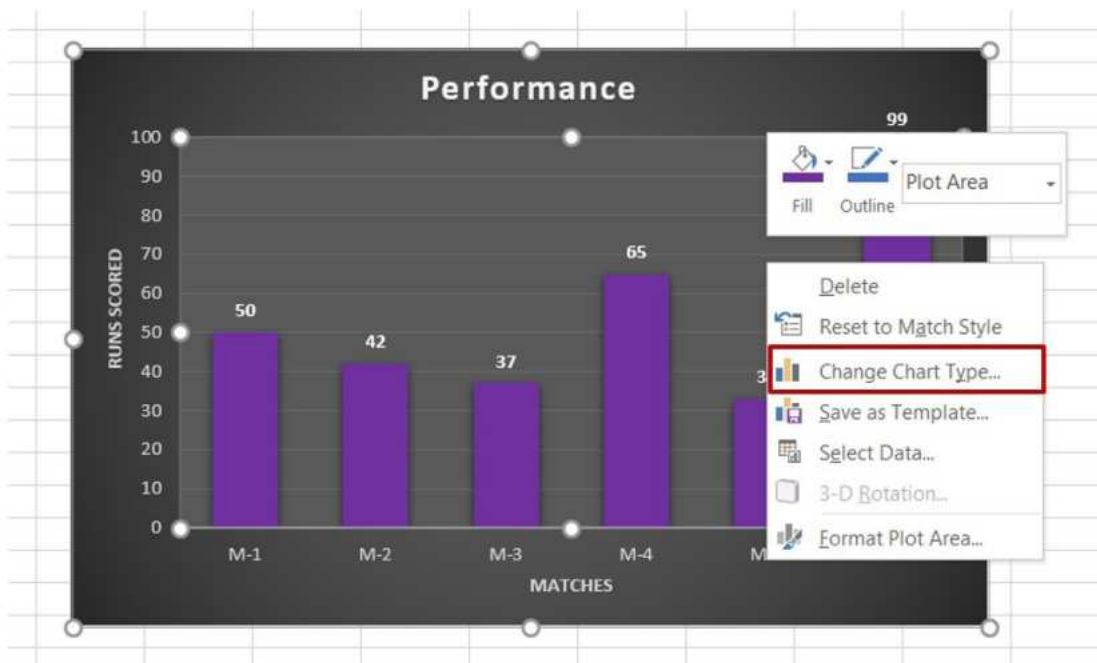 Performance
99
100
90
80
70
60
50
40
30
20
10
0
RUNS SCORED
50
42
37
65
3
M-1
M-2
M-3
M-4
M
MATCHES
Fill
Outline
Plot Area
Delete
Reset to Match Style
Change Chart Type...
Save as Template...
Select Data...
3-D Rotation...
Format Plot Area...